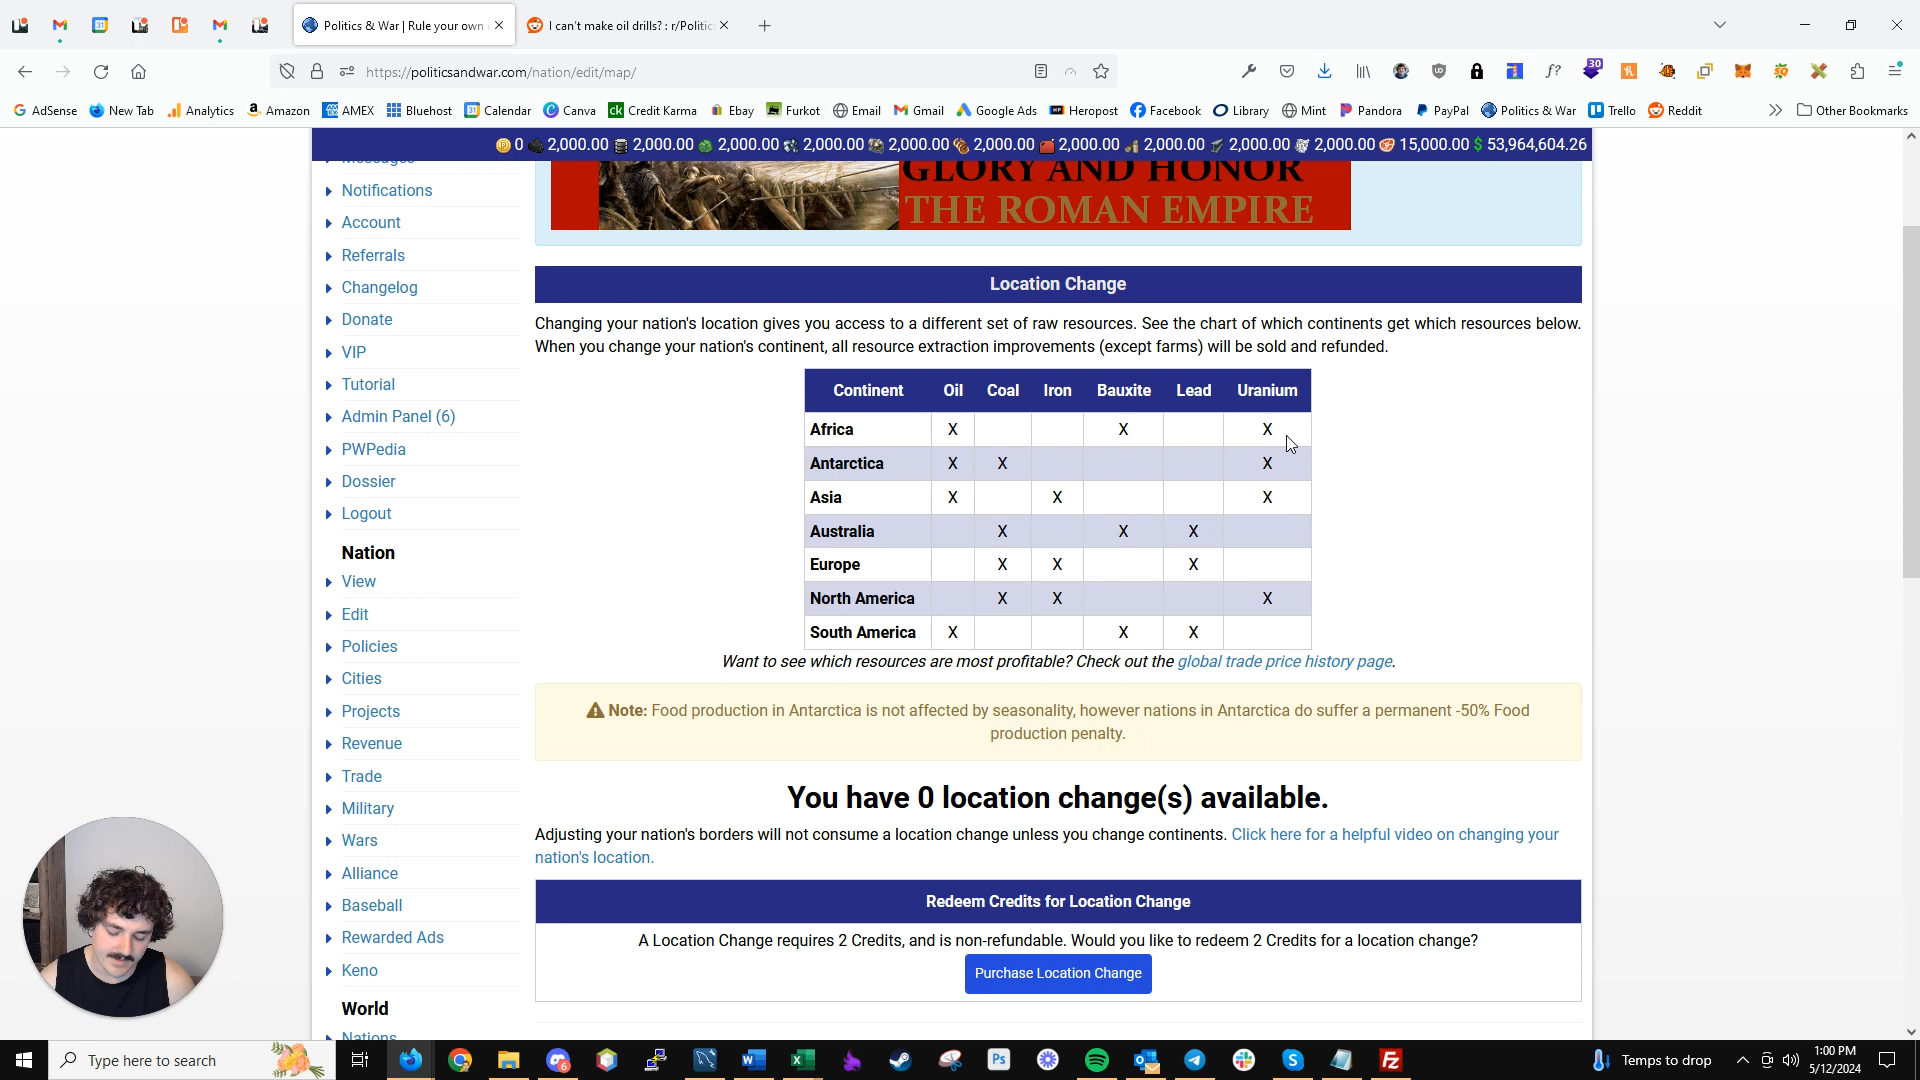 Politics & War | Rule your own
I can't make oil drills? : r/Politic
https://politicsandwar.com/nation/edit/map/
30
AdSense New Tab Analytics Amazon AMEX Bluehost Calendar Canva Credit Karma Ebay Furkot Email Gmail Google Ads Heropost Facebook Library Mint Pandora PayPal Politics & War Trello Reddit Other Bookmarks
0 2,000.00 2,000.00 2,000.00 2,000.00 2,000.00 2,000.00 2,000.00 2,000.00 2,000.00 2,000.00 15,000.00 $ 53,964,604.26
Messages
Notifications
Account
Referrals
Changelog
Donate
VIP
Tutorial
Admin Panel (6)
PWPedia
Dossier
Logout
Nation
View
Edit
Policies
Cities
Projects
Revenue
Trade
Military
Wars
Alliance
Baseball
Rewarded Ads
Keno
World
Nations
GLORY AND HONOR
THE ROMAN EMPIRE
Location Change
Changing your nation's location gives you access to a different set of raw resources. See the chart of which continents get which resources below.
When you change your nation's continent, all resource extraction improvements (except farms) will be sold and refunded.
Continent Oil Coal Iron Bauxite Lead Uranium
Africa X X X
Antarctica X X X
Asia X X X
Australia X X X
Europe X X X
North America X X X
South America X X X
Want to see which resources are most profitable? Check out the global trade price history page.
Note: Food production in Antarctica is not affected by seasonality, however nations in Antarctica do suffer a permanent -50% Food
production penalty.
You have 0 location change(s) available.
Adjusting your nation's borders will not consume a location change unless you change continents. Click here for a helpful video on changing your
nation's location.
Redeem Credits for Location Change
A Location Change requires 2 Credits, and is non-refundable. Would you like to redeem 2 Credits for a location change?
Purchase Location Change
Type here to search
Temps to drop
1:00 PM
5/12/2024